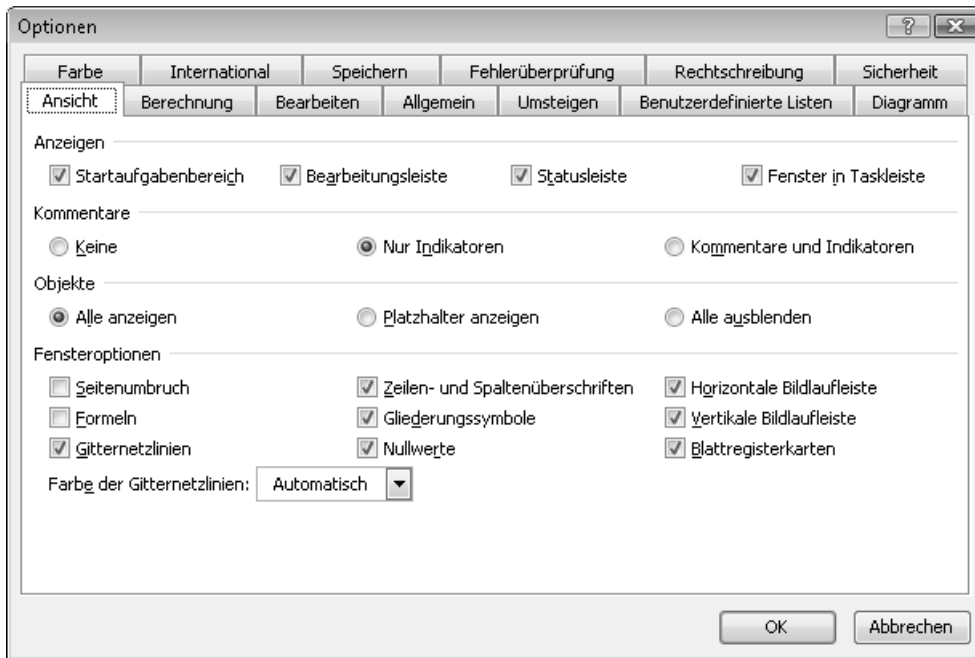 Optionen
Farbe International Speichern Fehlerüberprüfung Rechtschreibung Sicherheit
Ansicht Berechnung Bearbeiten Allgemein Umsteigen Benutzerdefinierte Listen Diagramm
Anzeigen
Startaufgabenbereich Bearbeitungsleiste Statusleiste Fenster in Taskleiste
Kommentare
Keine Nur Indikatoren Kommentare und Indikatoren
Objekte
Alle anzeigen Platzhalter anzeigen Alle ausblenden
Fensteroptionen
Seitenumbruch Zeilen- und Spaltenüberschriften Horizontale Bildlaufleiste
Formeln Gliederungssymbole Vertikale Bildlaufleiste
Gitternetzlinien Nullwerte Blattregisterkarten
Farbe der Gitternetzlinien: Automatisch
OK Abbrechen